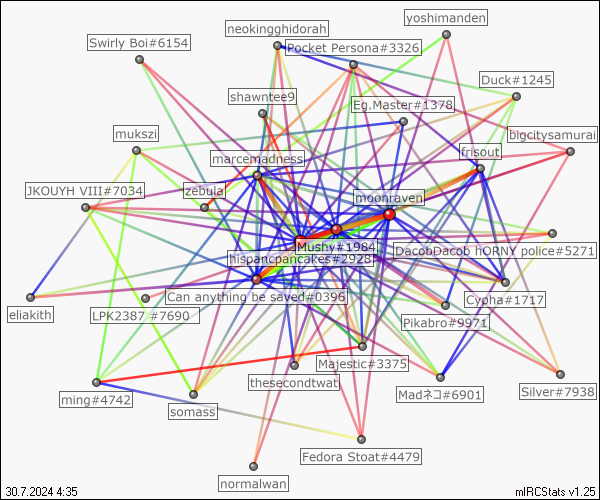 yoshimanden
neokingghidorah
Swirly Boi#6154
Pocket Persona#3326
Duck#1245
shawntee9
Eg.Master#1378
mukszi
bigcitysamurai
marcemadness
frisout
JKOUYH VIII#7034
zebula
moonraven
Mushy#1984
DacobDacob hORNY police#5271
hispancpancakes#2928
Can anything be saved#0396
Cypha#1717
eliakith
LPK2387 #7690
Pikabro#9971
Majestic#3375
thesecondtwat
Madネコ#6901
Silver#7938
ming#4742
somass
Fedora Stoat#4479
normalwan
30.7.2024 4:35
mIRCStats v1.25